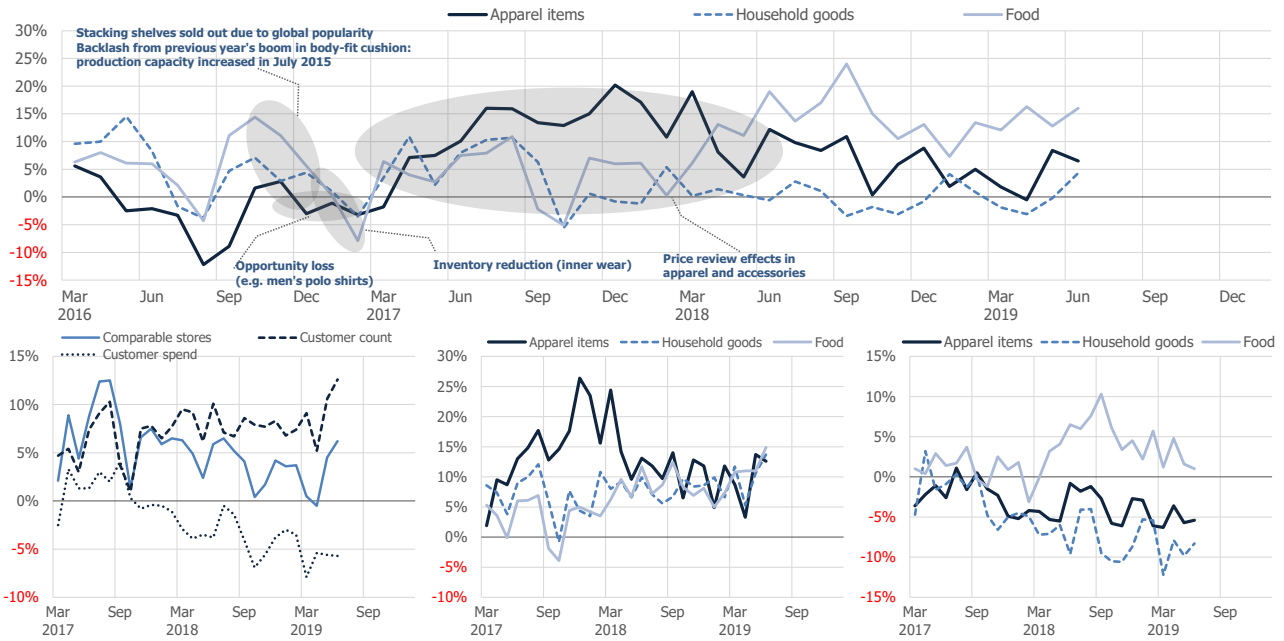 Apparel items Household goods Food
30%
25%
20%
15%
10%
5%
0%
-5%
-10%
-15%
Stacking shelves sold out due to global popularity
Backlash from previous year's boom in body-fit cushion:
production capacity increased in July 2015
Opportunity loss
(e.g. men's polo shirts)
Inventory reduction (inner wear)
Price review effects in
apparel and accessories
Mar Jun Sep Dec Mar Jun Sep Dec Mar Jun Sep Dec Mar Jun Sep Dec
2016 2017 2018 2019
Comparable stores Customer count
Customer spend
15%
10%
5%
0%
-5%
-10%
Mar Sep Mar Sep Mar Sep
2017 2018 2019
Apparel items Household goods Food
30%
25%
20%
15%
10%
5%
0%
-5%
-10%
Mar Sep Mar Sep Mar Sep
2017 2018 2019
Apparel items Household goods Food
15%
10%
5%
0%
-5%
-10%
-15%
Mar Sep Mar Sep Mar Sep
2017 2018 2019